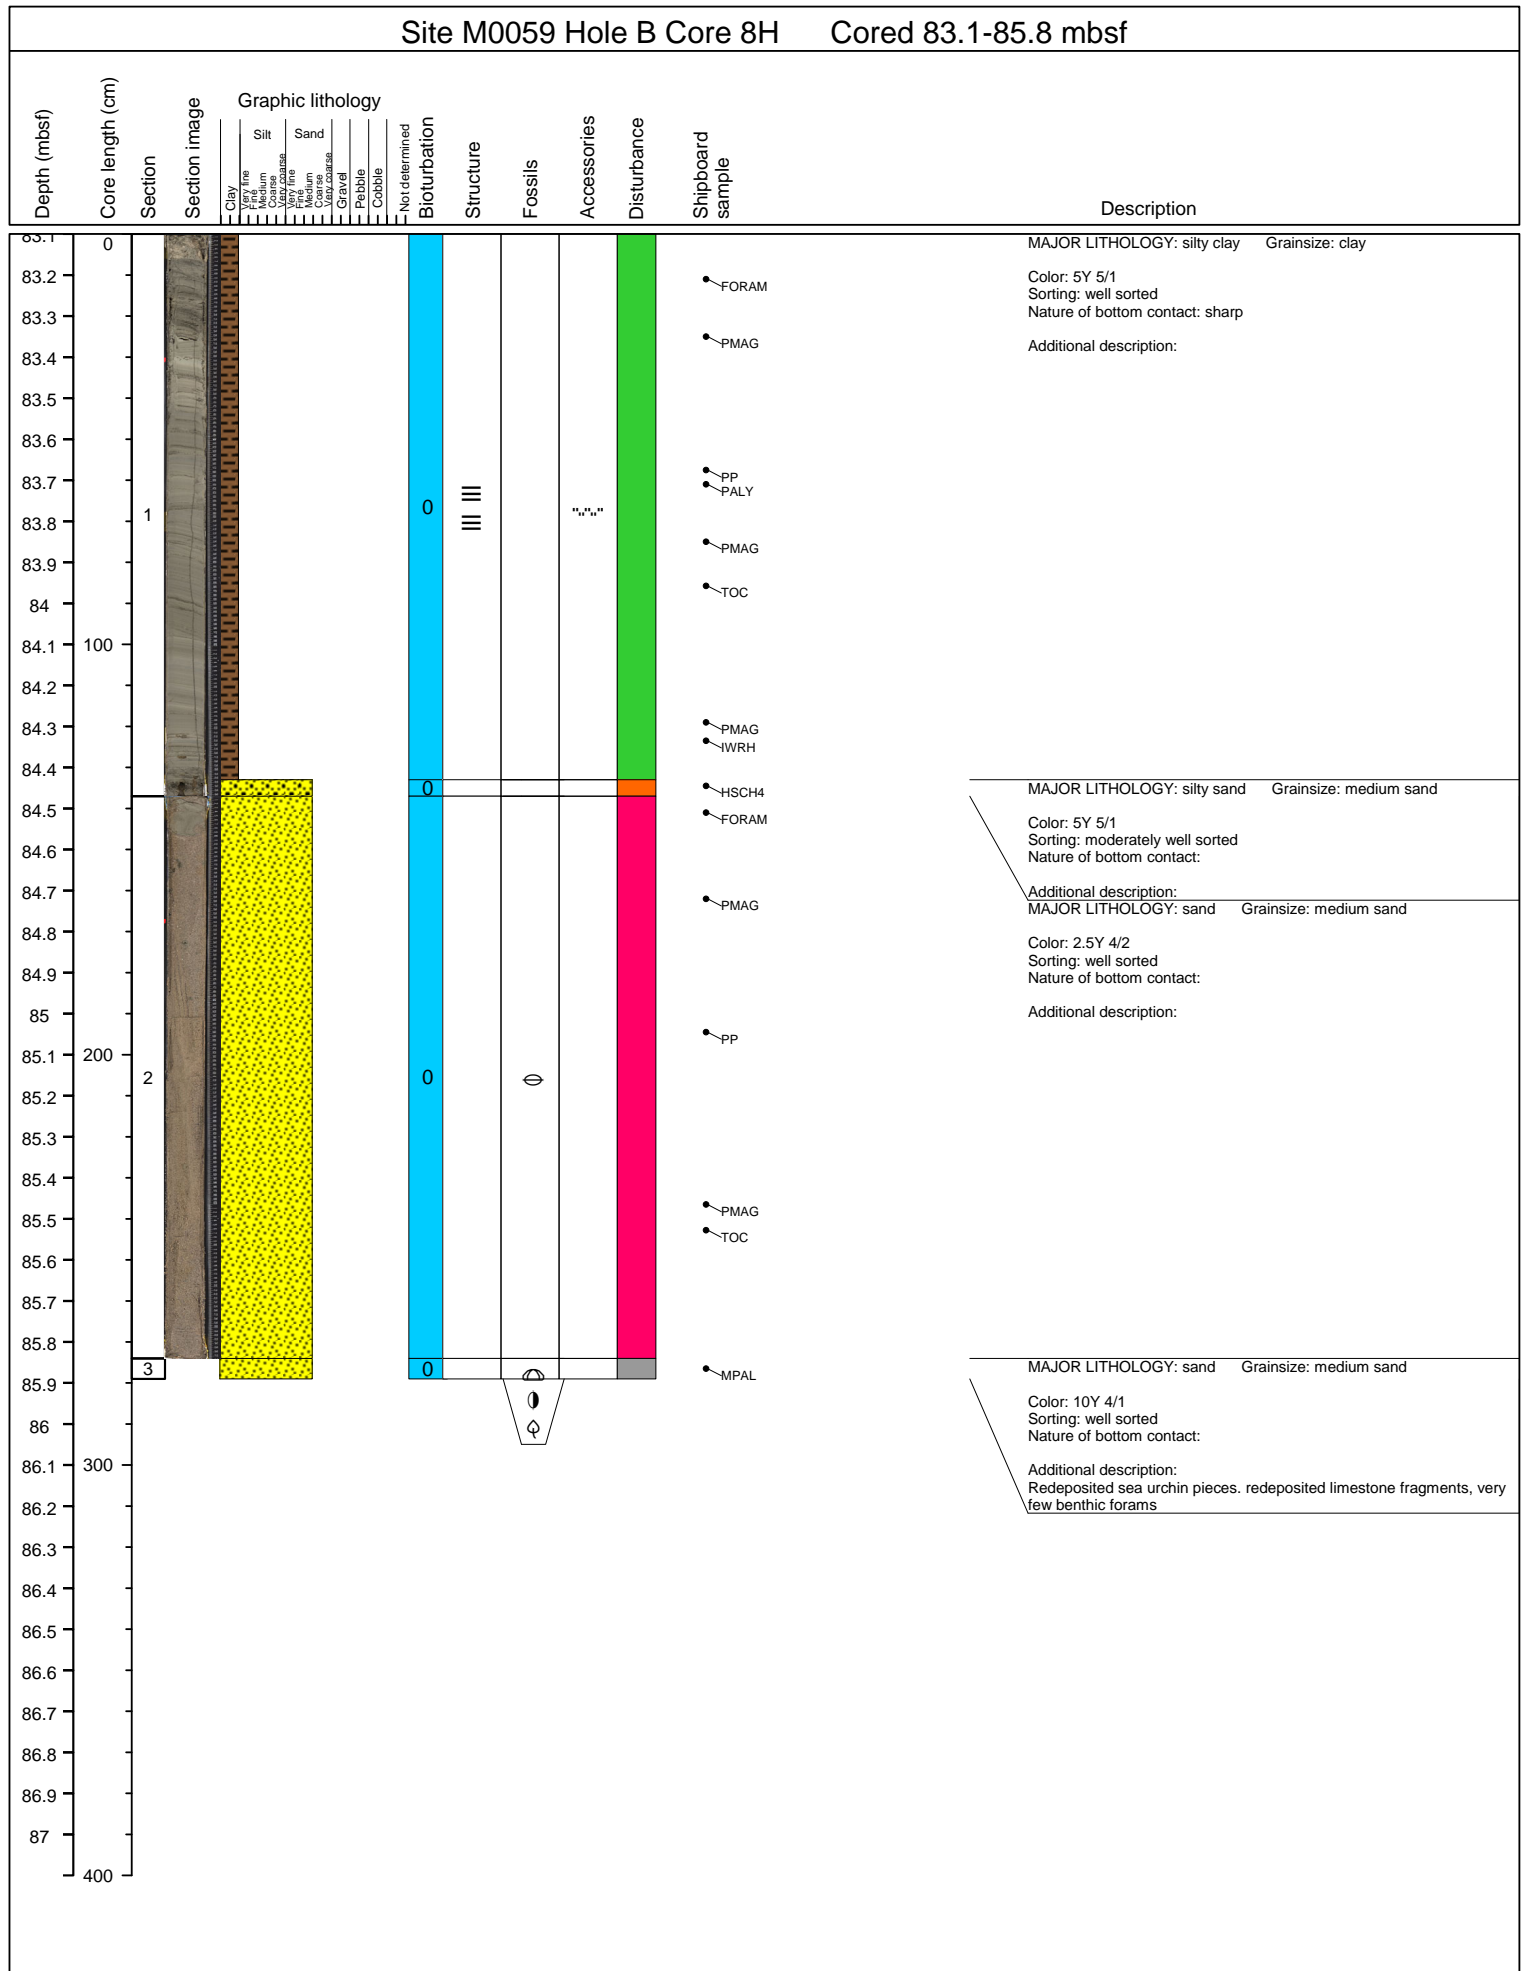 Site M0059 Hole B Core 8H Cored 83.1-85.8 mbsf
Depth (mbsf)
Core length (cm)
Section
Section image
Graphic lithology
Clay
Silt
Very fine
Fine
Medium
Coarse
Very coarse
Sand
Very fine
Fine
Medium
Coarse
Very coarse
Gravel
Pebble
Cobble
Not determined
Bioturbation
Structure
Fossils
Accessories
Disturbance
Shipboard
sample
Description
83.1
83.2
83.3
83.4
83.5
83.6
83.7
83.8
83.9
84
84.1
84.2
84.3
84.4
84.5
84.6
84.7
84.8
84.9
85
85.1
85.2
85.3
85.4
85.5
85.6
85.7
85.8
85.9
86
86.1
86.2
86.3
86.4
86.5
86.6
86.7
86.8
86.9
87
0
100
200
300
400
1
2
3
0
0
0
0
FORAM
PMAG
PP
PALY
PMAG
TOC
PMAG
IWRH
HSCH4
FORAM
PMAG
PP
PMAG
TOC
MPAL
MAJOR LITHOLOGY: silty clay Grainsize: clay
Color: 5Y 5/1
Sorting: well sorted
Nature of bottom contact: sharp
Additional description:
MAJOR LITHOLOGY: silty sand Grainsize: medium sand
Color: 5Y 5/1
Sorting: moderately well sorted
Nature of bottom contact:
Additional description:
MAJOR LITHOLOGY: sand Grainsize: medium sand
Color: 2.5Y 4/2
Sorting: well sorted
Nature of bottom contact:
Additional description:
MAJOR LITHOLOGY: sand Grainsize: medium sand
Color: 10Y 4/1
Sorting: well sorted
Nature of bottom contact:
Additional description:
Redeposited sea urchin pieces. redeposited limestone fragments, very
few benthic forams